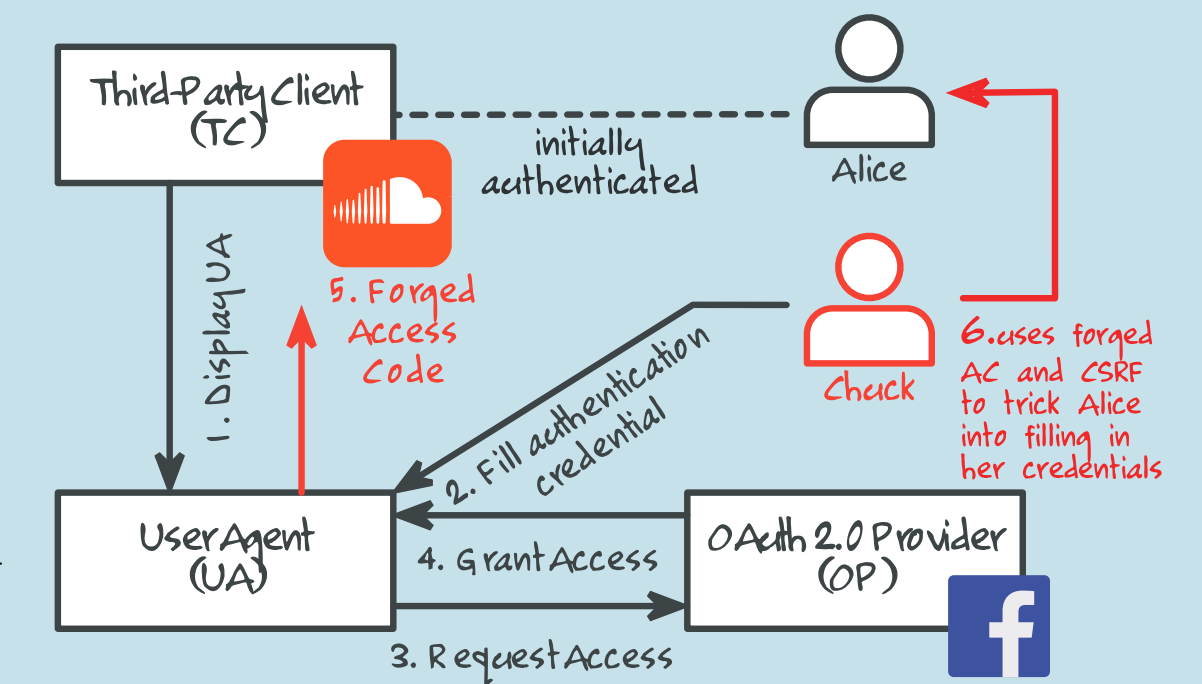 Third-Party Client
(TC)
initially
authenticated
Alice
1. Display UA
5. Forged
Access
Code
Chuck
6. uses forged
AC and CSRF
to trick Alice
into filling in
her credentials
2. Fill authentication
credential
User Agent
(UA)
4. Grant Access
OAuth 2.0 Provider
(OP)
f
3. Request Access